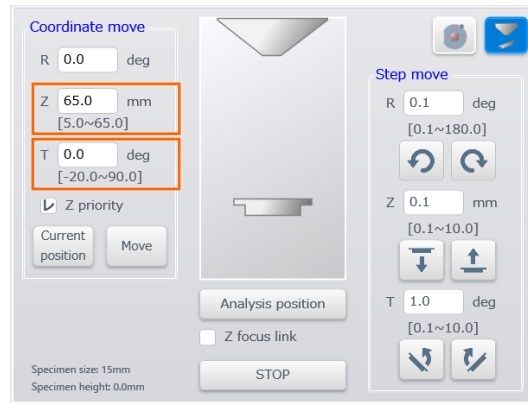 Coordinate move
R 0.0 deg
Z 65.0 mm
[5.0~65.0]
T 0.0 deg
[-20.0~90.0]
Z priority
Current
position
Move
Analysis position
Z focus link
STOP
Specimen size: 15mm
Specimen height: 0.0mm
Step move
R 0.1 deg
[0.1~180.0]
Z 0.1 mm
[0.1~10.0]
T 1.0 deg
[0.1~10.0]